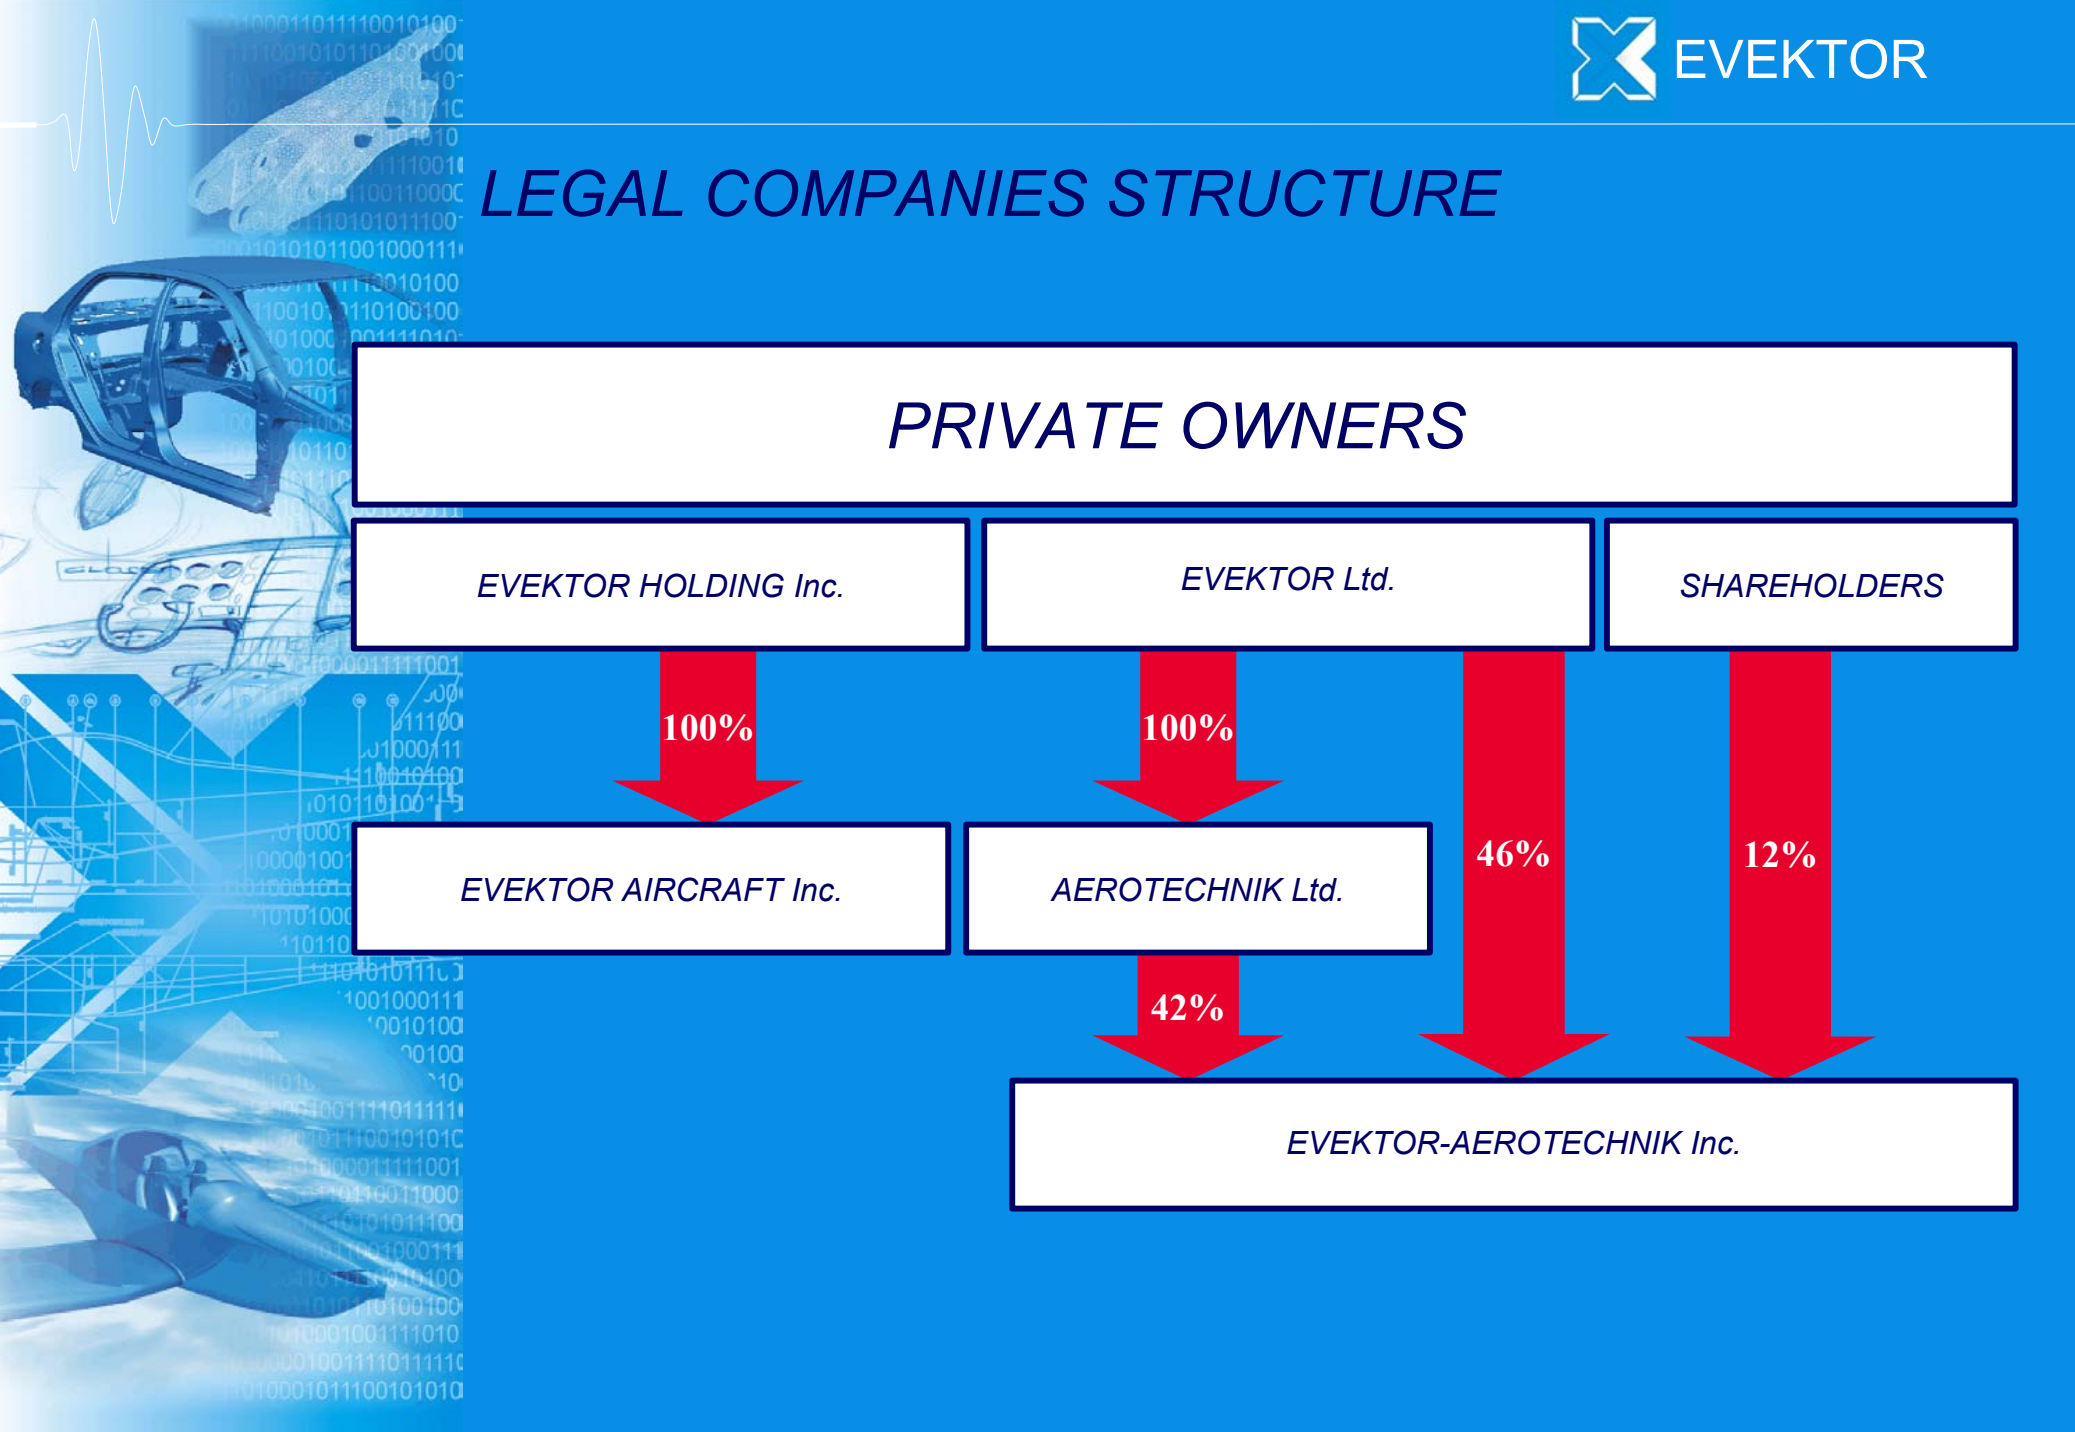 EVEKTOR
LEGAL COMPANIES STRUCTURE
PRIVATE OWNERS
EVEKTOR HOLDING Inc.
EVEKTOR Ltd.
SHAREHOLDERS
100%
100%
46%
12%
EVEKTOR AIRCRAFT Inc.
AEROTECHNIK Ltd.
42%
EVEKTOR-AEROTECHNIK Inc.